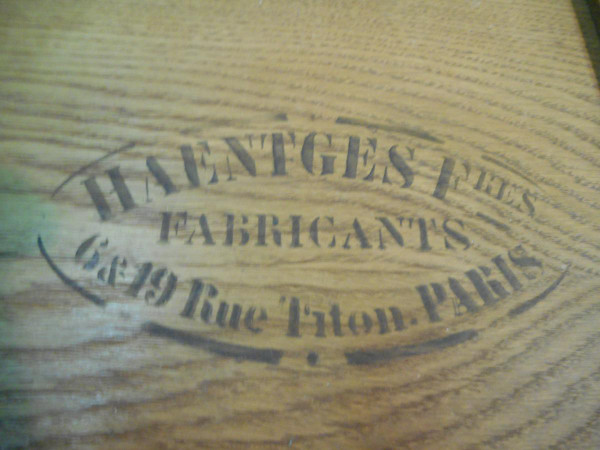 HAENTGES FRES
FABRICANTS
6 & 19 Rue Titon. PARIS